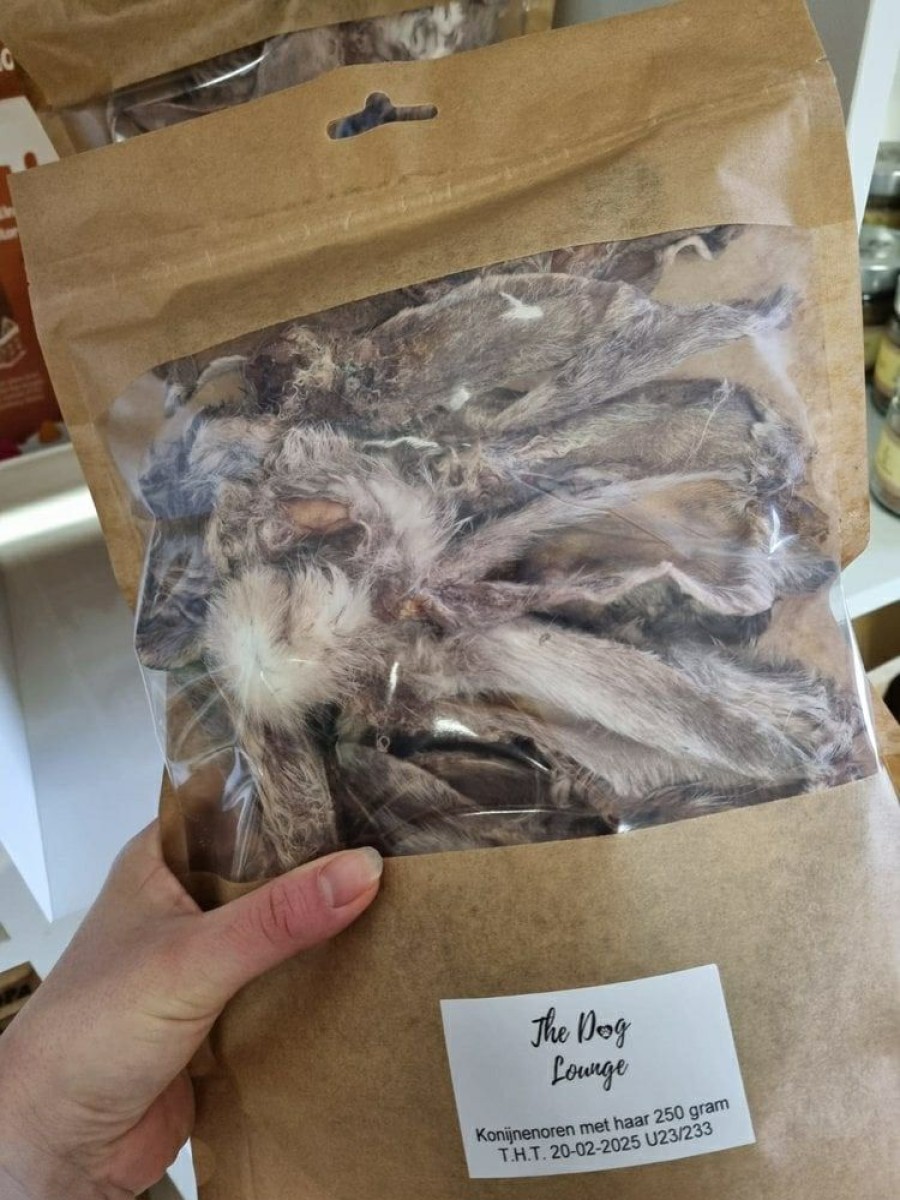 The Dog
Lounge
Konijnenoren met haar 250 gram
T.H.T. 20-02-2025 U23/233